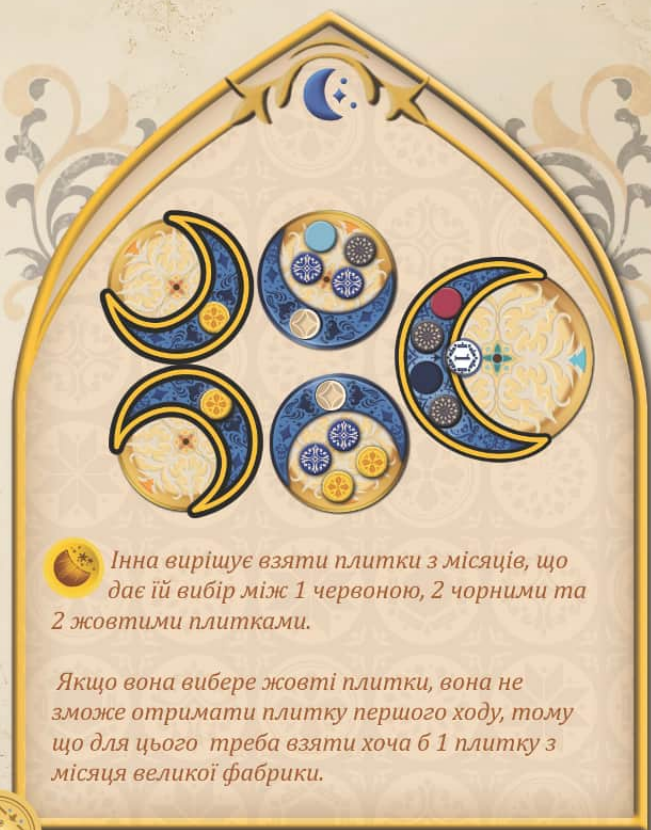 1
Інна вирішує взяти плитки з місяців, що
дає їй вибір між 1 червоною, 2 чорними та
2 жовтими плитками.
Якщо вона вибере жовті плитки, вона не
зможе отримати плитку першого ходу, тому
що для цього треба взяти хоча б 1 плитку з
місяця великої фабрики.